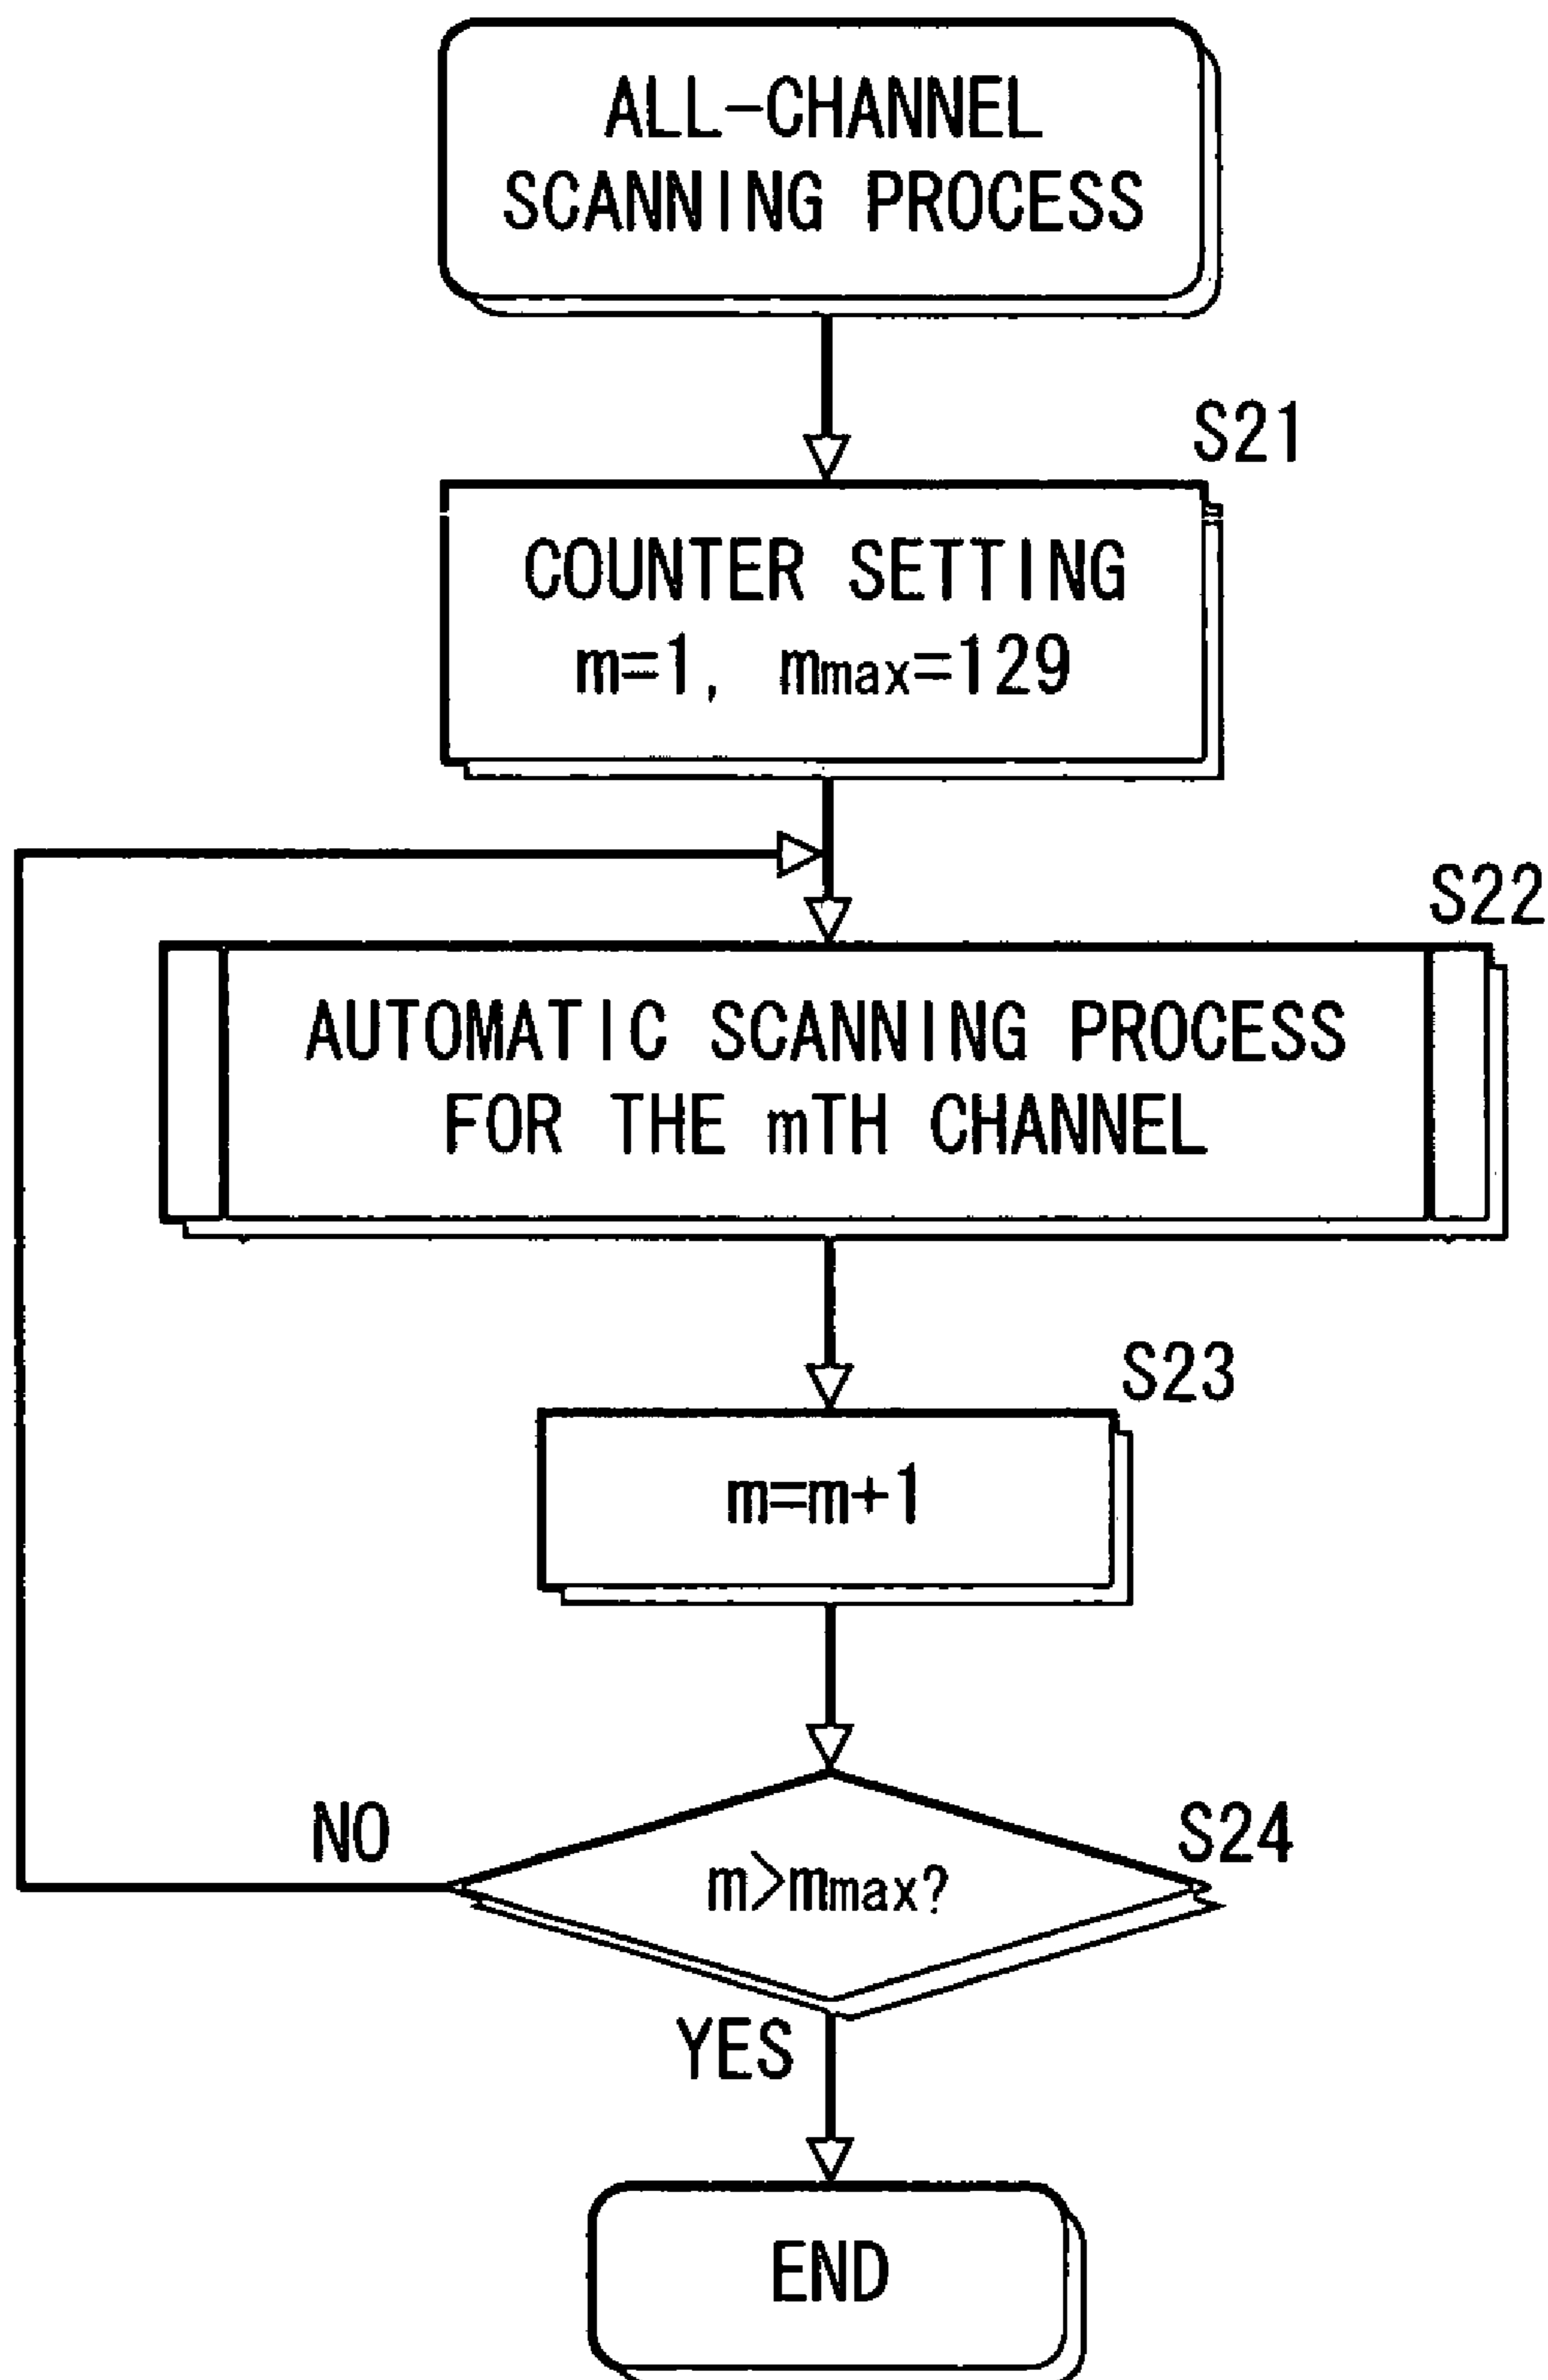 ALL-CHANNEL
SCANNING PROCESS
S21
COUNTER SETTING
m=1, mmax=129
S22
AUTOMATIC SCANNING PROCESS
FOR THE mTH CHANNEL
S23
m=m+1
NO
S24
m>mmax?
YES
END